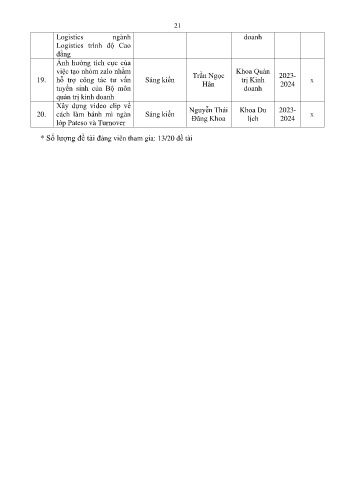 21
Logistics ngành
Logistics trình độ Cao
đẳng
doanh
19.
Ảnh hưởng tích cực của
việc tạo nhóm zalo nhằm
hỗ trợ công tác tư vấn
tuyển sinh của Bộ môn
quản trị kinh doanh
Sáng kiến
Trần Ngọc
Hân
Khoa Quản
trị Kinh
doanh
2023-
2024
x
20.
Xây dựng video clip về
cách làm bánh mì ngàn
lớp Pateso và Turnover
Sáng kiến
Nguyễn Thái
Đăng Khoa
Khoa Du
lịch
2023-
2024
x
* Số lượng đề tài đảng viên tham gia: 13/20 đề tài